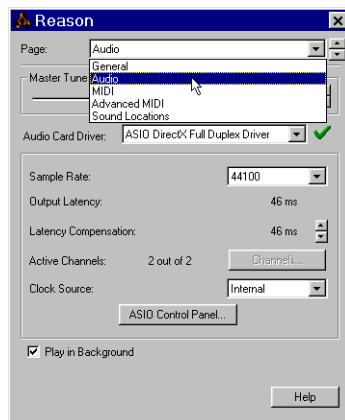 Reason
Page: Audio
General
Master Tune Audio
MIDI
Advanced MIDI
Sound Locations
Audio Card Driver: ASIO DirectX Full Duplex Driver
Sample Rate: 44100
Output Latency: 46 ms
Latency Compensation: 46 ms
Active Channels: 2 out of 2 Channels...
Clock Source: Internal
ASIO Control Panel...
Play in Background
Help